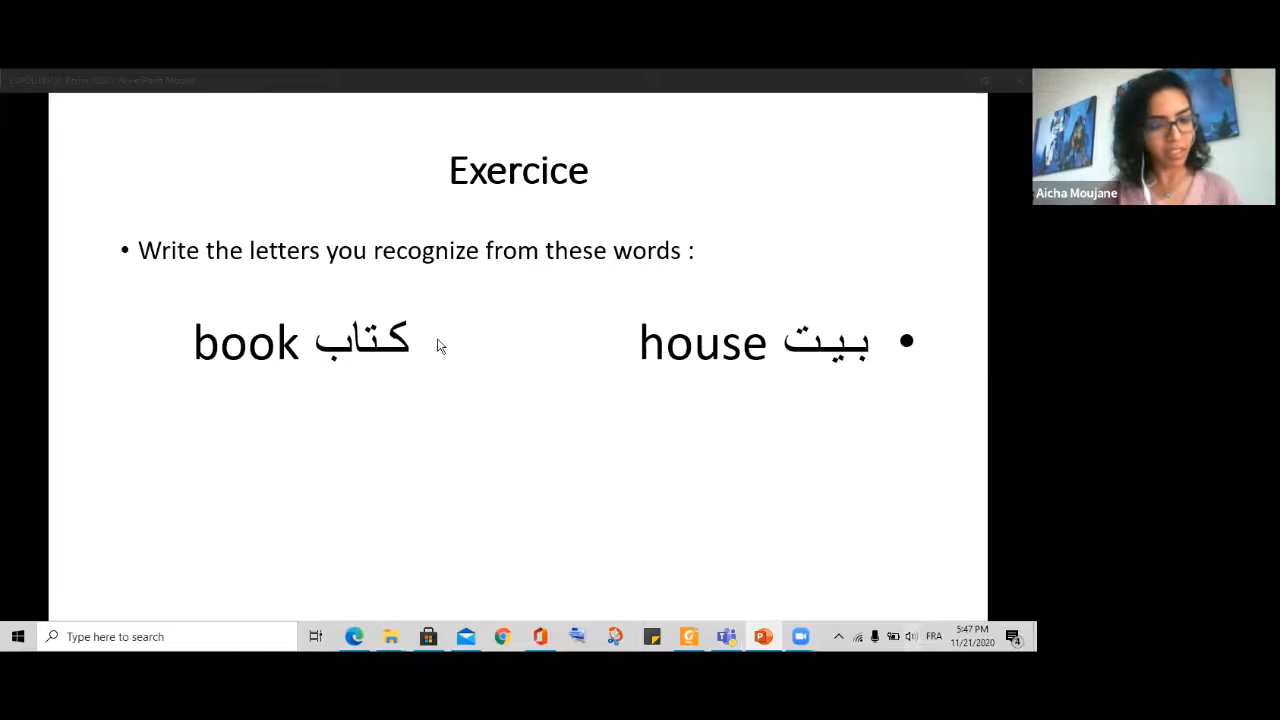 Exercice
Aicha Moujane
• Write the letters you recognize from these words :
• بيت house كتاب book
Type here to search
FRA
5:47 PM
11/21/2020
4